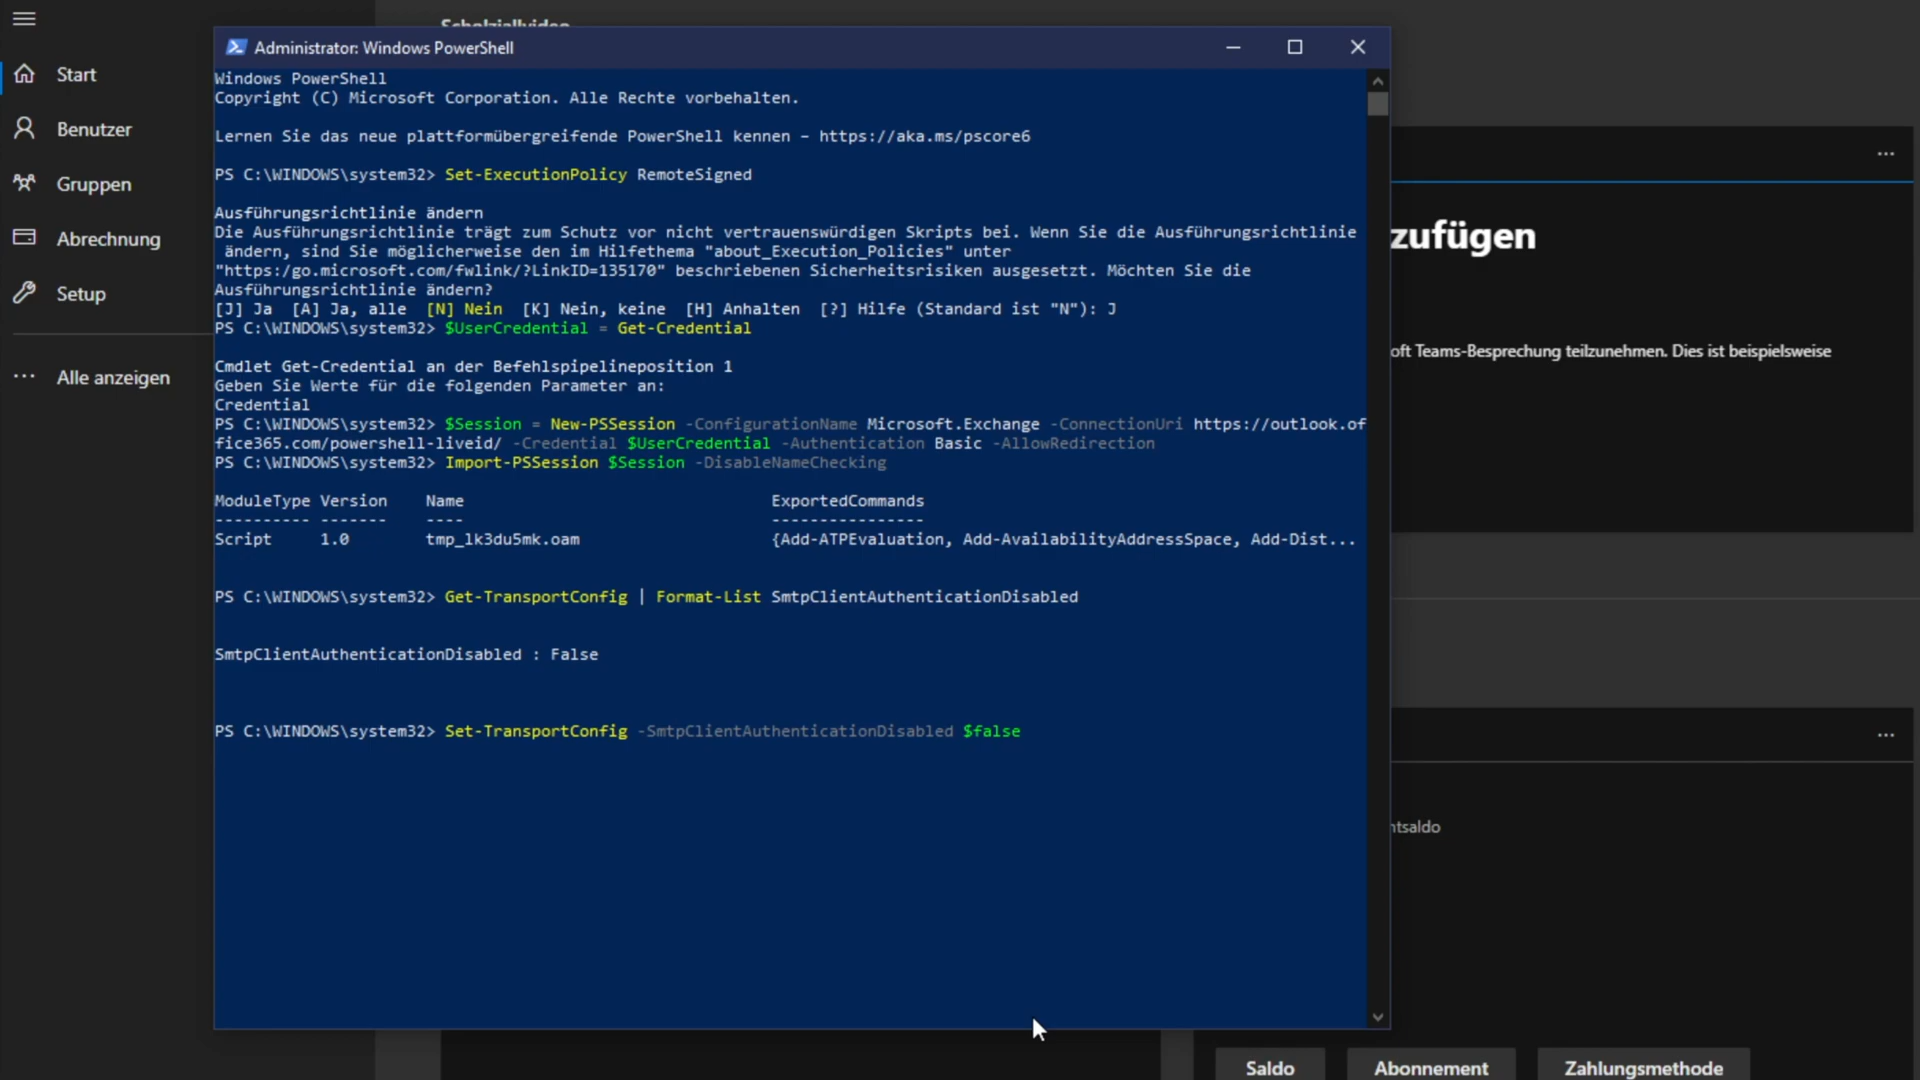 Start
Benutzer
Gruppen
Abrechnung
Setup
Alle anzeigen
Administrator: Windows PowerShell
Windows PowerShell
Copyright (C) Microsoft Corporation. Alle Rechte vorbehalten.
Lernen Sie das neue plattformübergreifende PowerShell kennen – https://aka.ms/pscore6
PS C:\WINDOWS\system32> Set-ExecutionPolicy RemoteSigned
Ausführungsrichtlinie ändern
Die Ausführungsrichtlinie trägt zum Schutz vor nicht vertrauenswürdigen Skripts bei. Wenn Sie die Ausführungsrichtlinie
ändern, sind Sie möglicherweise den im Hilfethema "about_Execution_Policies" unter
"https:/go.microsoft.com/fwlink/?LinkID=135170" beschriebenen Sicherheitsrisiken ausgesetzt. Möchten Sie die
Ausführungsrichtlinie ändern?
[J] Ja  [A] Ja, alle  [N] Nein  [K] Nein, keine  [H] Anhalten  [?] Hilfe (Standard ist "N"): J
PS C:\WINDOWS\system32> $UserCredential = Get-Credential
Cmdlet Get-Credential an der Befehlspipelineposition 1
Geben Sie Werte für die folgenden Parameter an:
Credential
PS C:\WINDOWS\system32> $Session = New-PSSession -ConfigurationName Microsoft.Exchange -ConnectionUri https://outlook.of
fice365.com/powershell-liveid/ -Credential $UserCredential -Authentication Basic -AllowRedirection
PS C:\WINDOWS\system32> Import-PSSession $Session -DisableNameChecking
ModuleType Version    Name    ExportedCommands
---------- -------    ----    ----------------
Script     1.0        tmp_lk3du5mk.oam    {Add-ATPEvaluation, Add-AvailabilityAddressSpace, Add-Dist...
PS C:\WINDOWS\system32> Get-TransportConfig | Format-List SmtpClientAuthenticationDisabled
SmtpClientAuthenticationDisabled : False
PS C:\WINDOWS\system32> Set-TransportConfig -SmtpClientAuthenticationDisabled $false
zufügen
oft Teams-Besprechung teilzunehmen. Dies ist beispielsweise
ntsaldo
Saldo
Abonnement
Zahlungsmethode